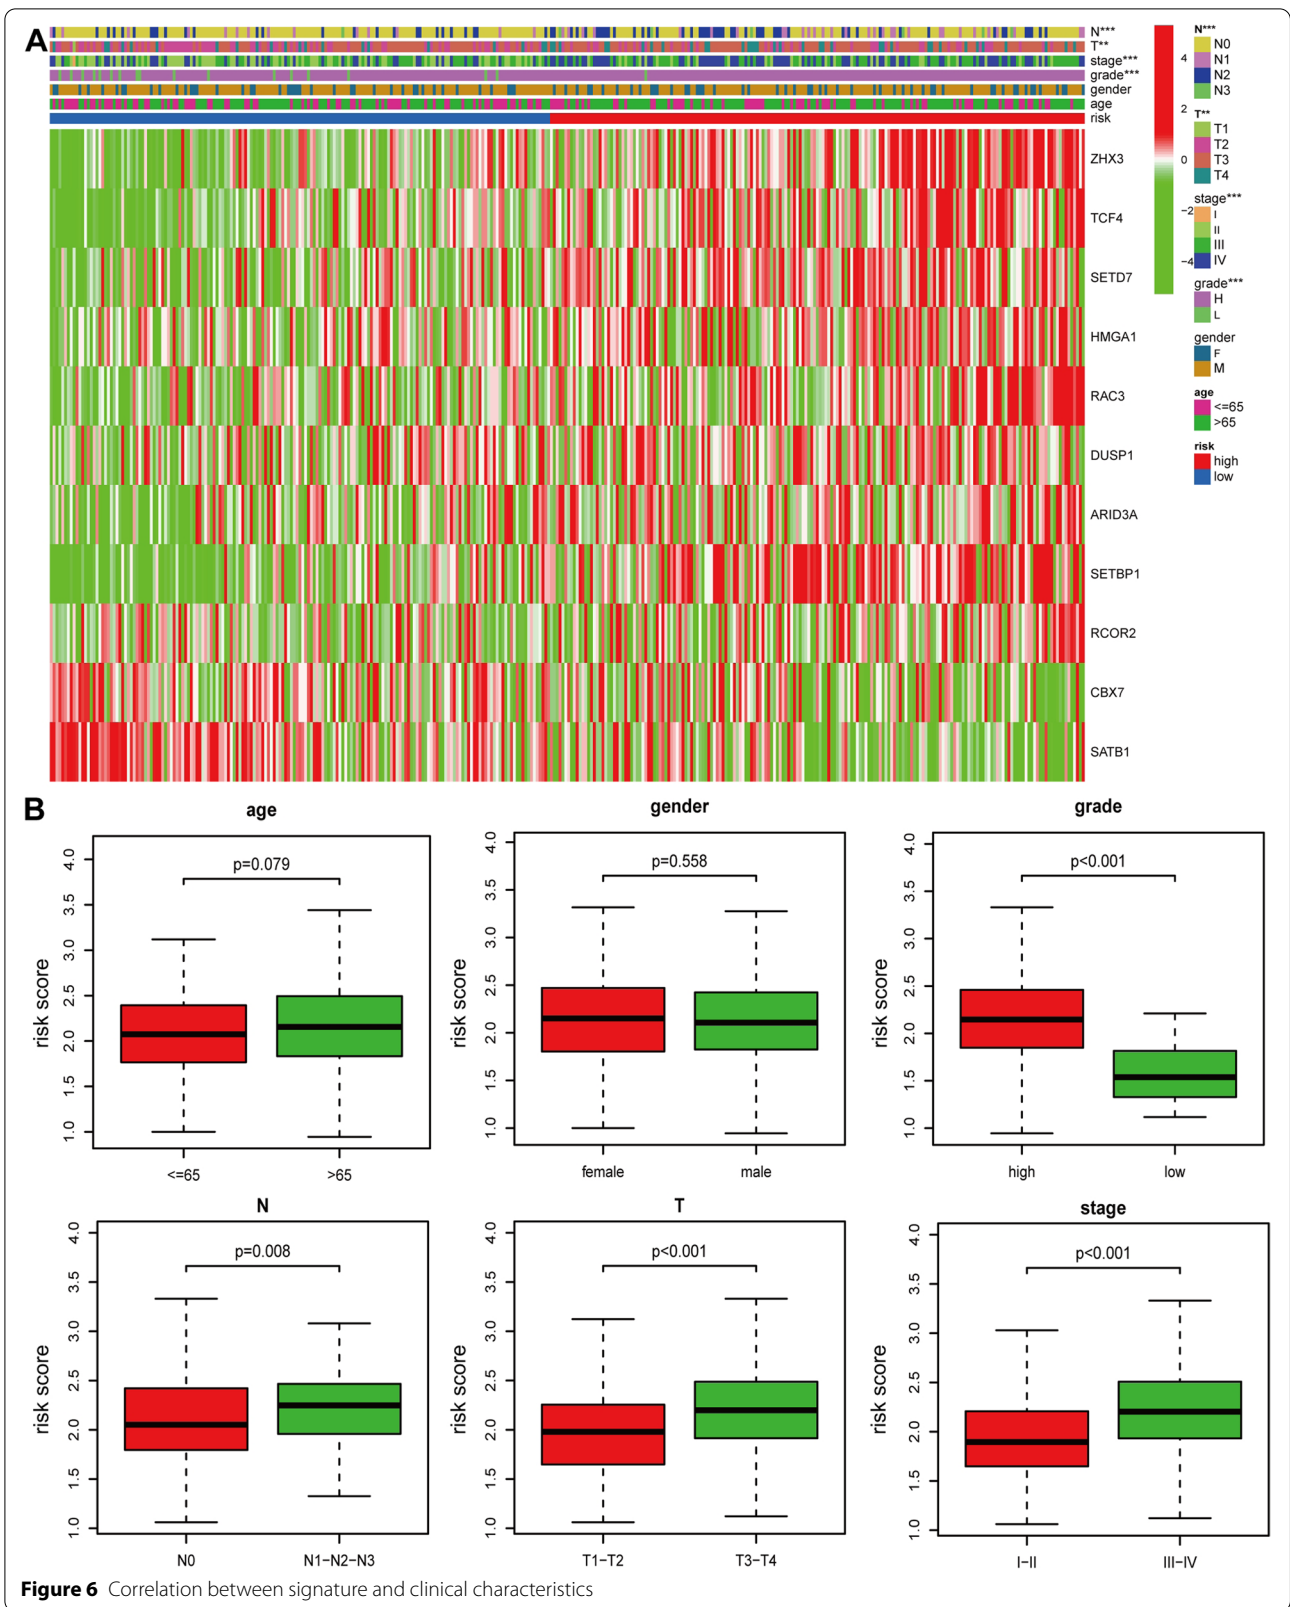 A
N***
T**
stage***
grade***
gender
age
risk
ZHX3
TCF4
SETD7
HMGA1
RAC3
DUSP1
ARID3A
SETBP1
RCOR2
CBX7
SATB1
4
2
0
−2
−4
N***
N0
N1
N2
N3
T**
T1
T2
T3
T4
stage***
I
II
III
IV
grade***
H
L
gender
F
M
age
<=65
>65
risk
high
low
B
age
p=0.079
risk score
4.0
3.5
3.0
2.5
2.0
1.5
1.0
<=65
>65
gender
p=0.558
risk score
4.0
3.5
3.0
2.5
2.0
1.5
1.0
female
male
grade
p<0.001
risk score
4.0
3.5
3.0
2.5
2.0
1.5
1.0
high
low
N
p=0.008
risk score
4.0
3.5
3.0
2.5
2.0
1.5
1.0
N0
N1−N2−N3
T
p<0.001
risk score
4.0
3.5
3.0
2.5
2.0
1.5
1.0
T1−T2
T3−T4
stage
p<0.001
risk score
4.0
3.5
3.0
2.5
2.0
1.5
1.0
I−II
III−IV
Figure 6 Correlation between signature and clinical characteristics